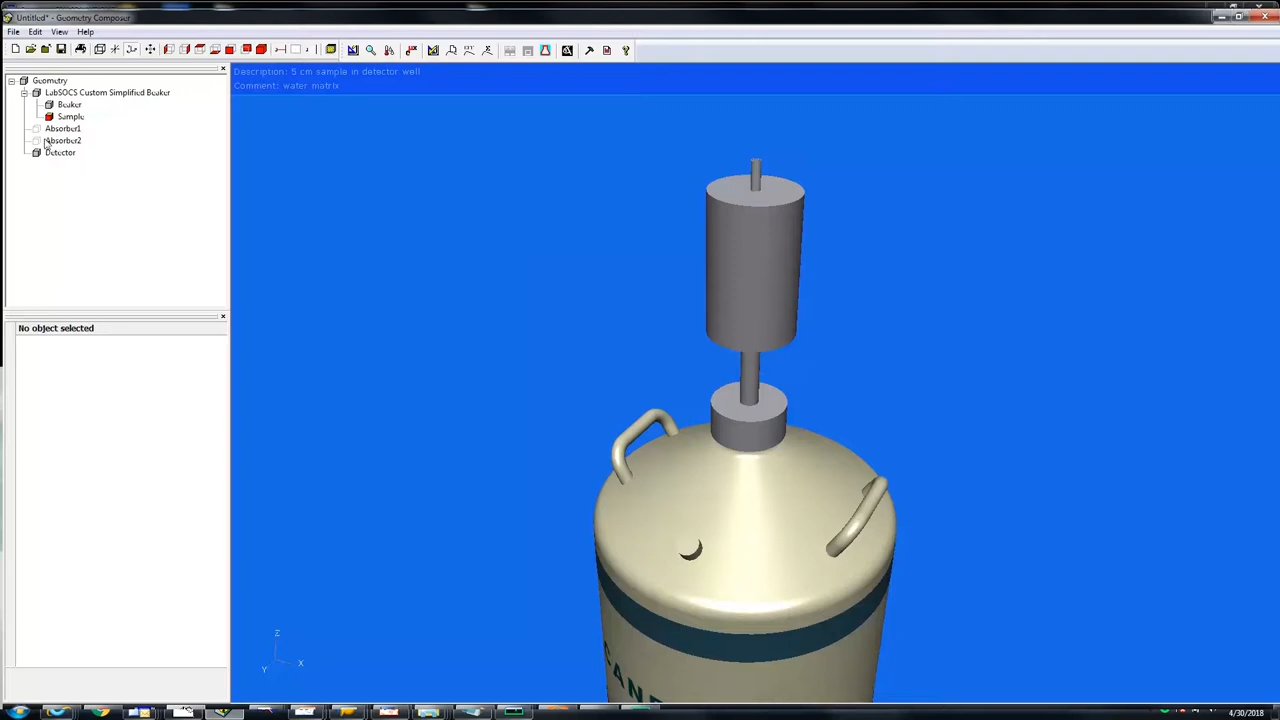 Untitled* - Geometry Composer
File Edit View Help
Geometry
LabSOCS Custom Simplified Beaker
Beaker
Sample
Absorber1
Absorber2
Detector
No object selected
Description: 5 cm sample in detector well
Comment: water matrix
Z
Y X
CAN
4/30/2018